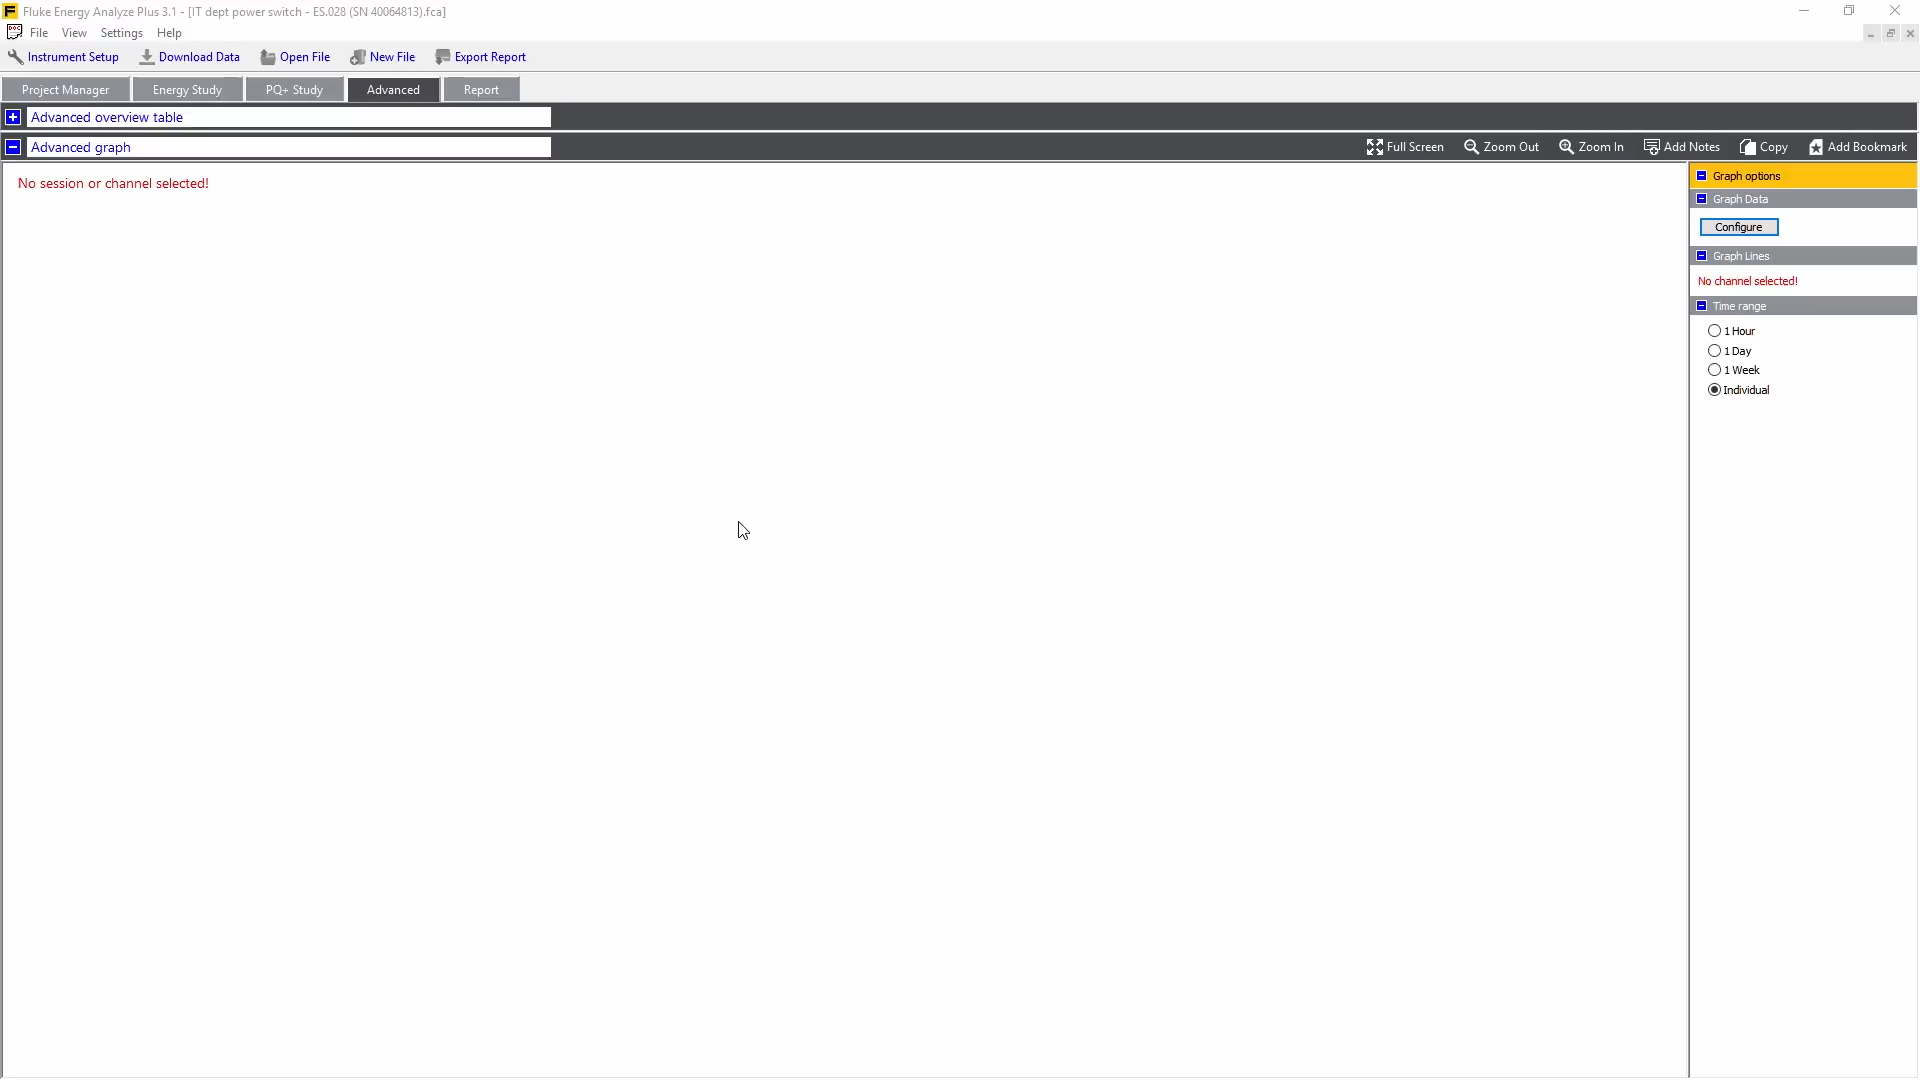 Fluke Energy Analyze Plus 3.1 - [IT dept power switch - ES.028 (SN 40064813).fca]
File View Settings Help
Instrument Setup Download Data Open File New File Export Report
Project Manager Energy Study PQ+ Study Advanced Report
Advanced overview table
Advanced graph Full Screen Zoom Out Zoom In Add Notes Copy Add Bookmark
No session or channel selected!
Graph options
Graph Data
Configure
Graph Lines
No channel selected!
Time range
1 Hour
1 Day
1 Week
Individual